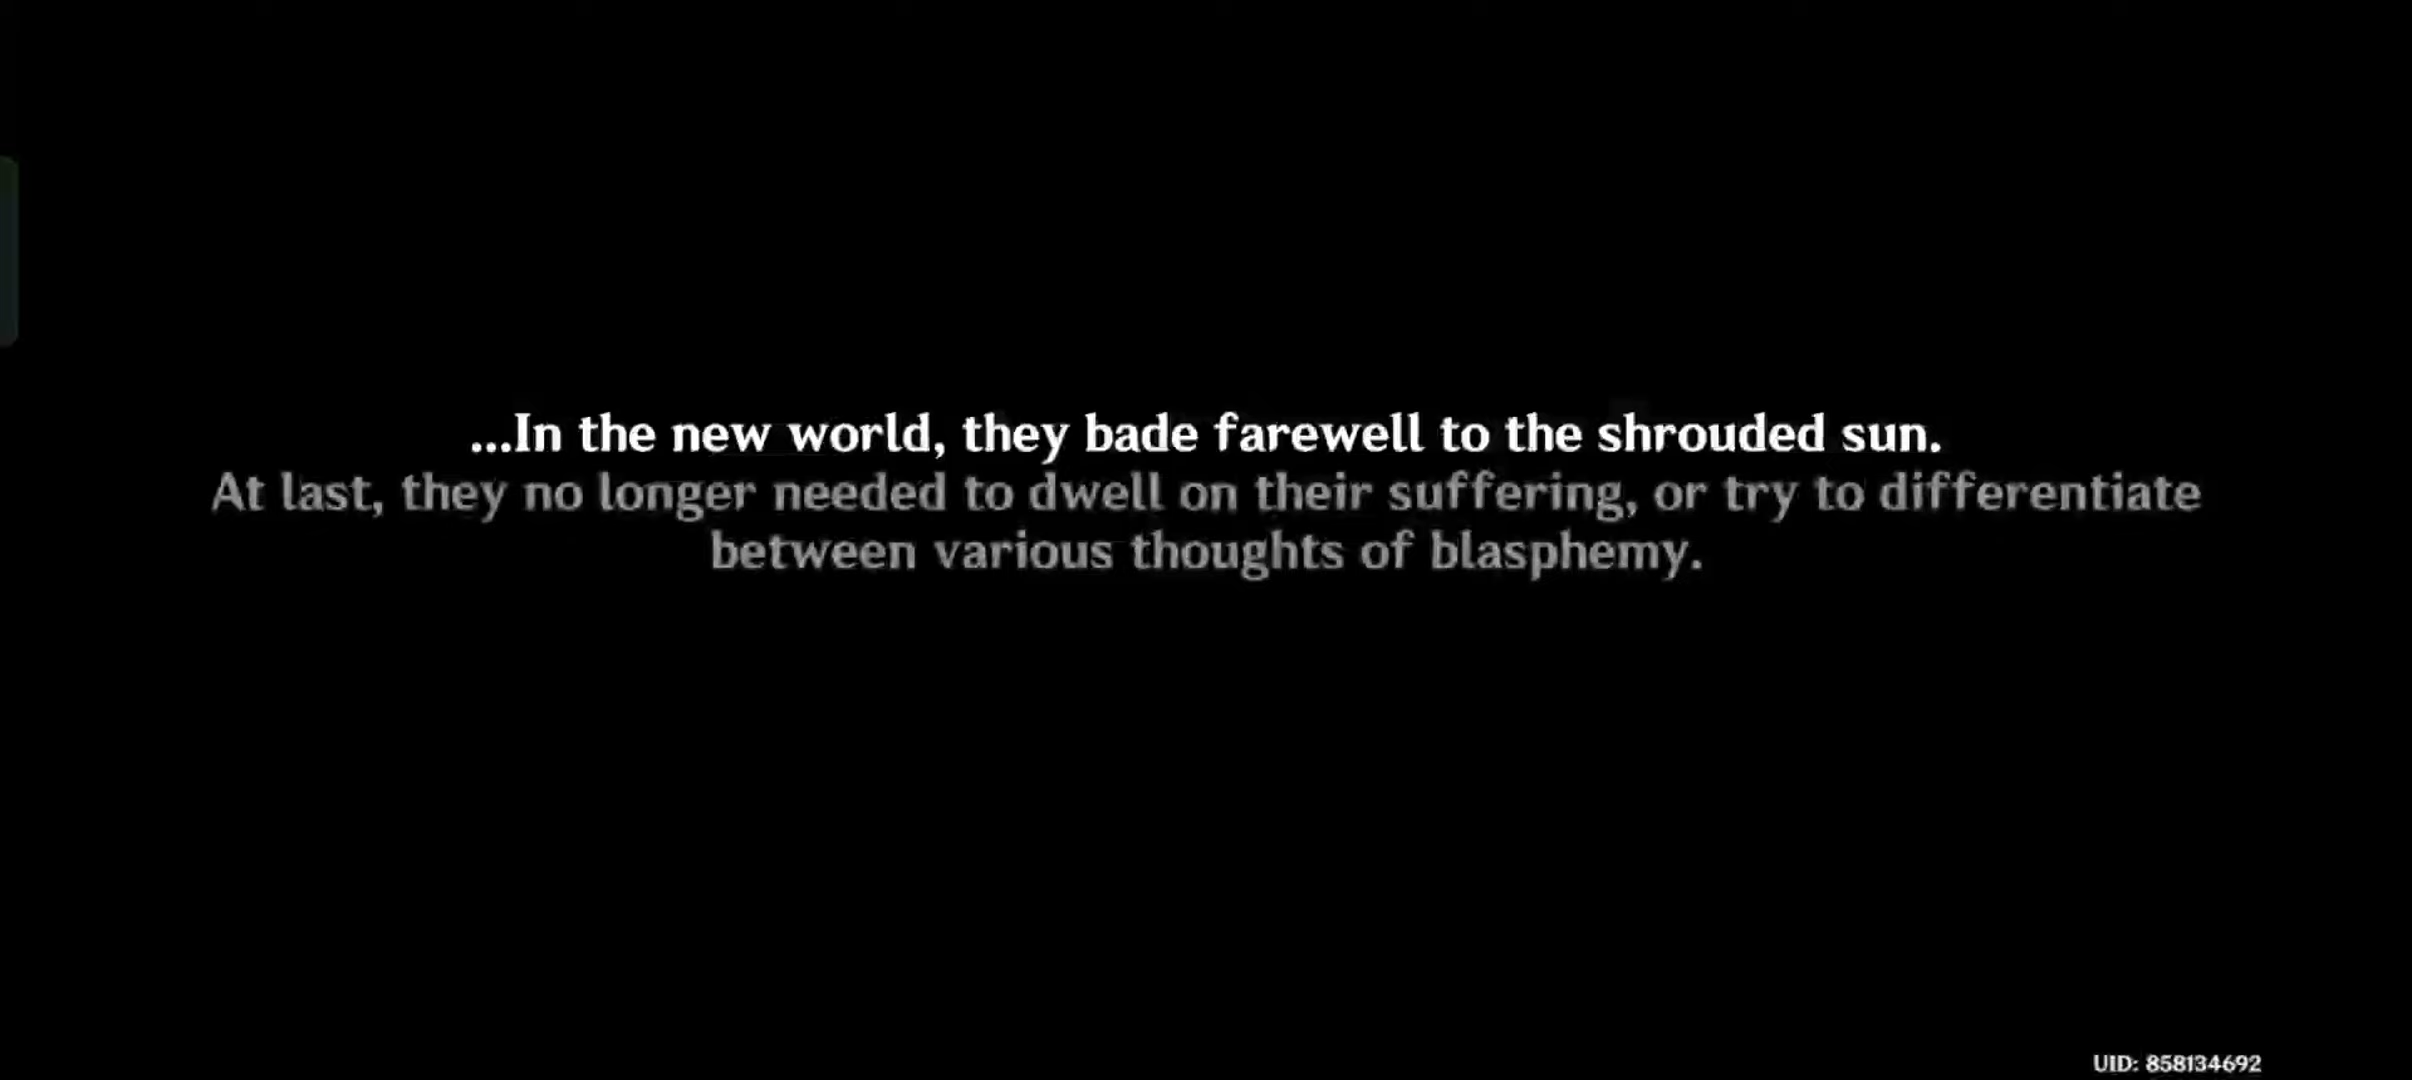 ...In the new world, they bade farewell to the shrouded sun.
At last, they no longer needed to dwell on their suffering, or try to differentiate
between various thoughts of blasphemy.
UID: 858134692